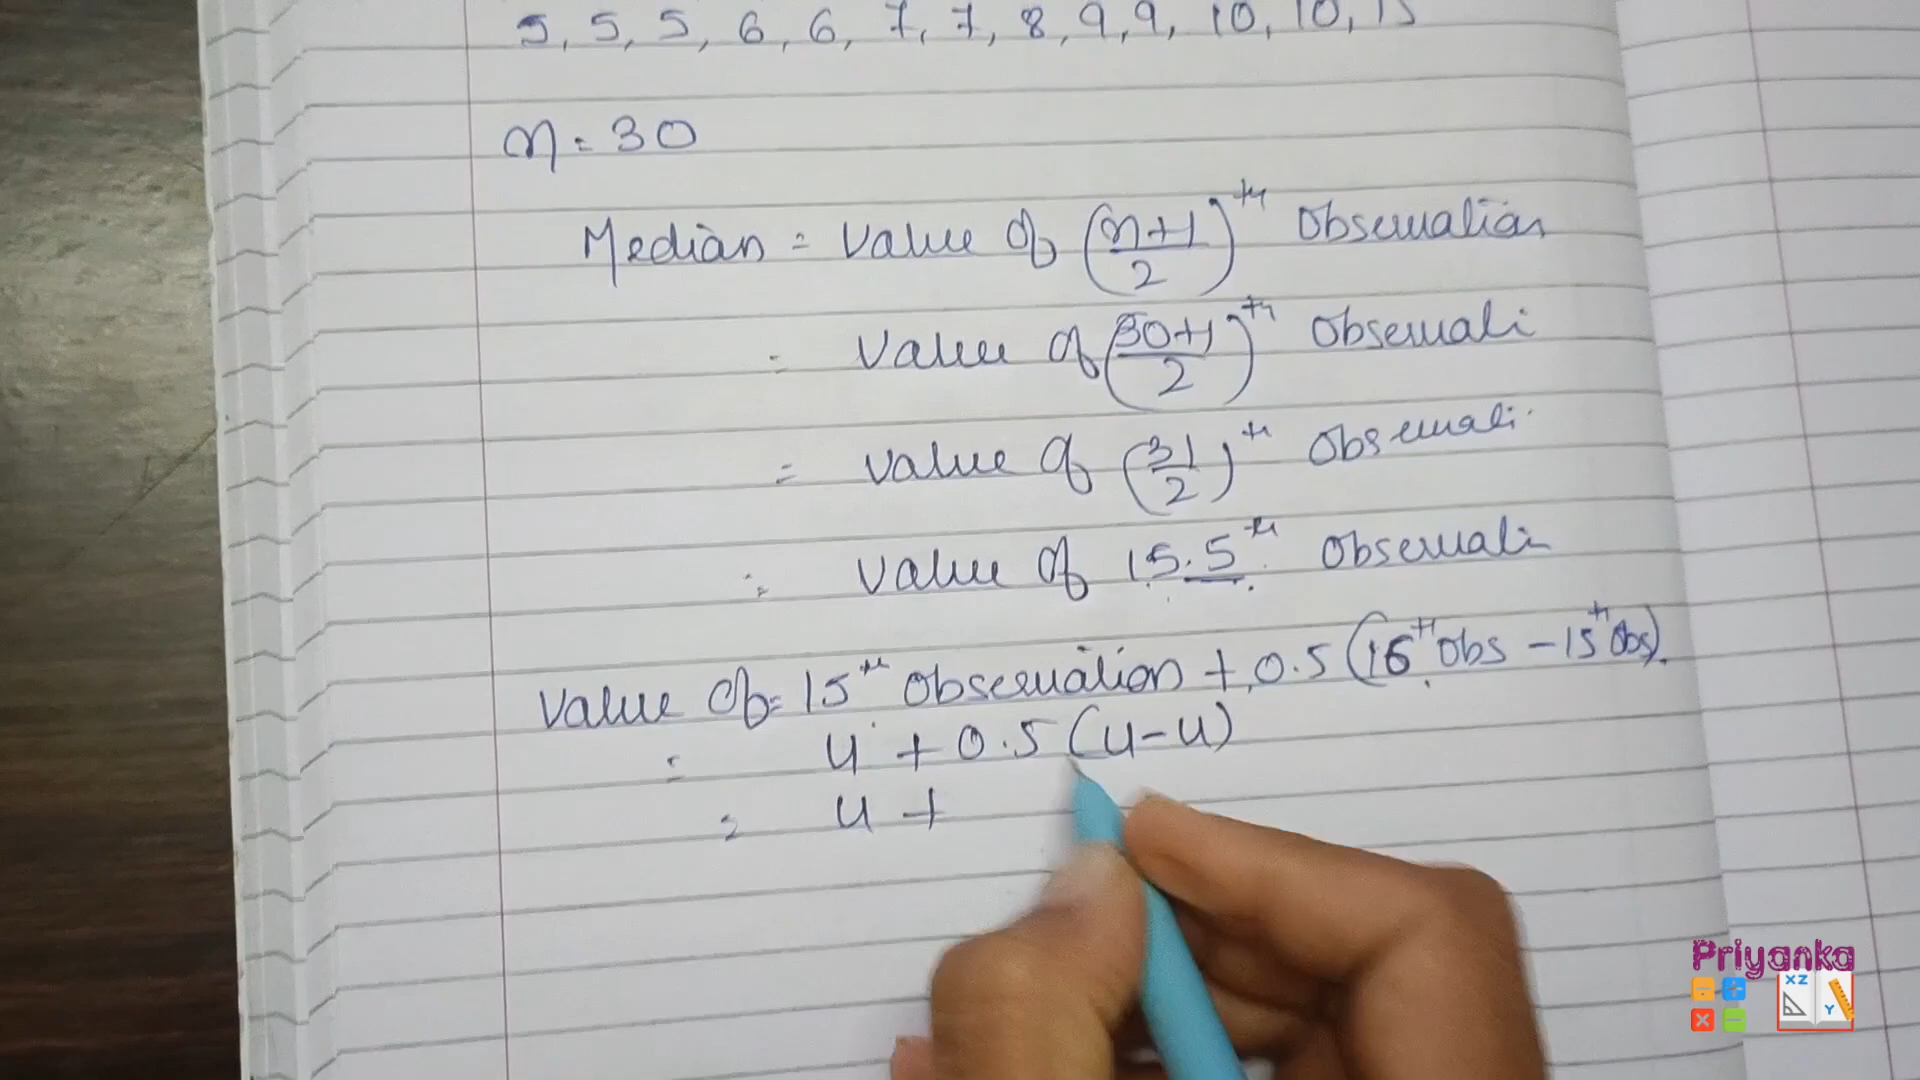 5, 5, 5, 6, 6, 7, 7, 8, 9, 9, 10, 10, 15
n = 30
Median = Value of (n+1/2)th Observation
= Value of (30+1/2)th Observati
= Value of (31/2)th Observati
= Value of 15.5th Observati
Value of = 15th Observation + 0.5 (16th Obs - 15th Obs).
= 4 + 0.5 (4-4)
= 4 +
Priyanka
XZ
Y